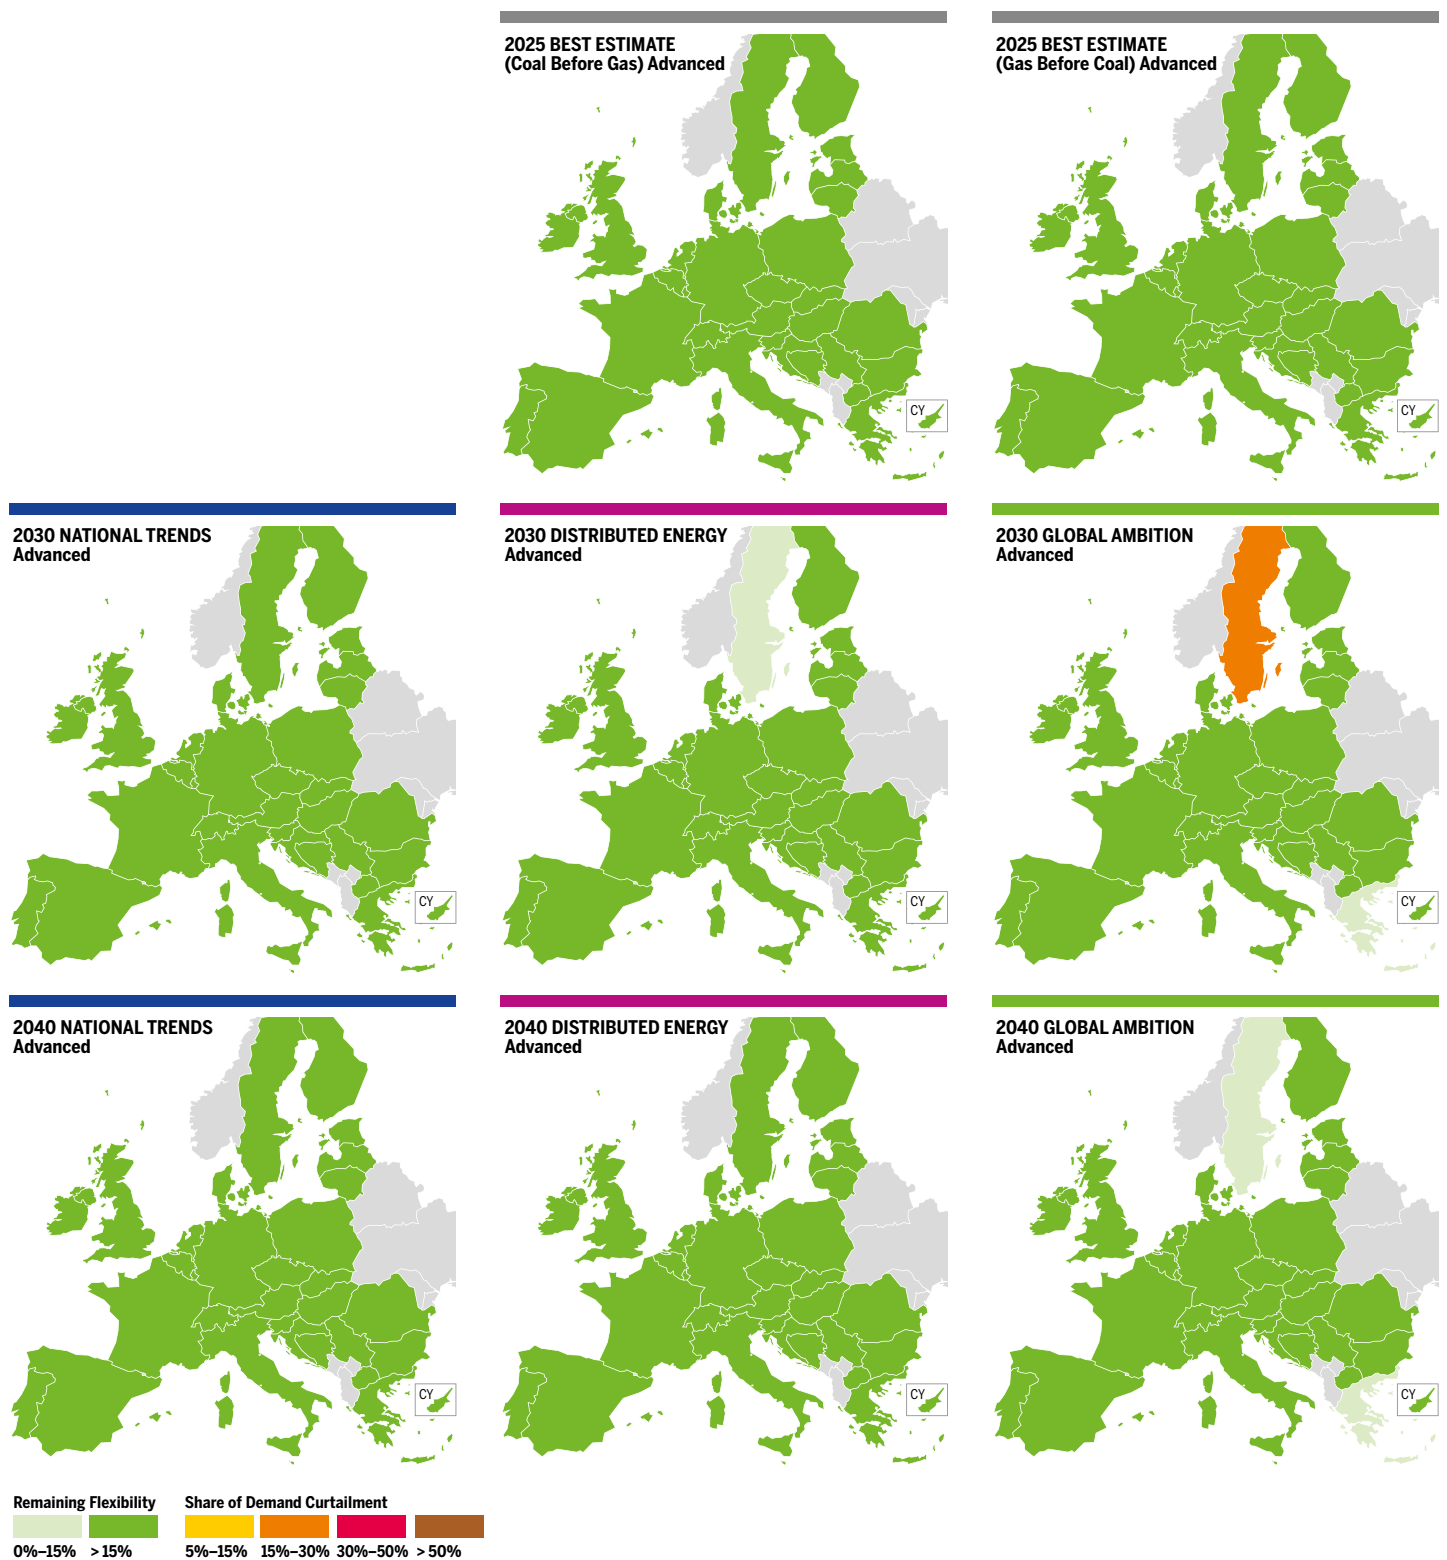 2025 BEST ESTIMATE
(Coal Before Gas) Advanced
2025 BEST ESTIMATE
(Gas Before Coal) Advanced
CY
CY
2030 NATIONAL TRENDS
Advanced
2030 DISTRIBUTED ENERGY
Advanced
2030 GLOBAL AMBITION
Advanced
CY
CY
CY
2040 NATIONAL TRENDS
Advanced
2040 DISTRIBUTED ENERGY
Advanced
2040 GLOBAL AMBITION
Advanced
CY
CY
CY
Remaining Flexibility
0%–15% > 15%
Share of Demand Curtailment
5%–15% 15%–30% 30%–50% > 50%